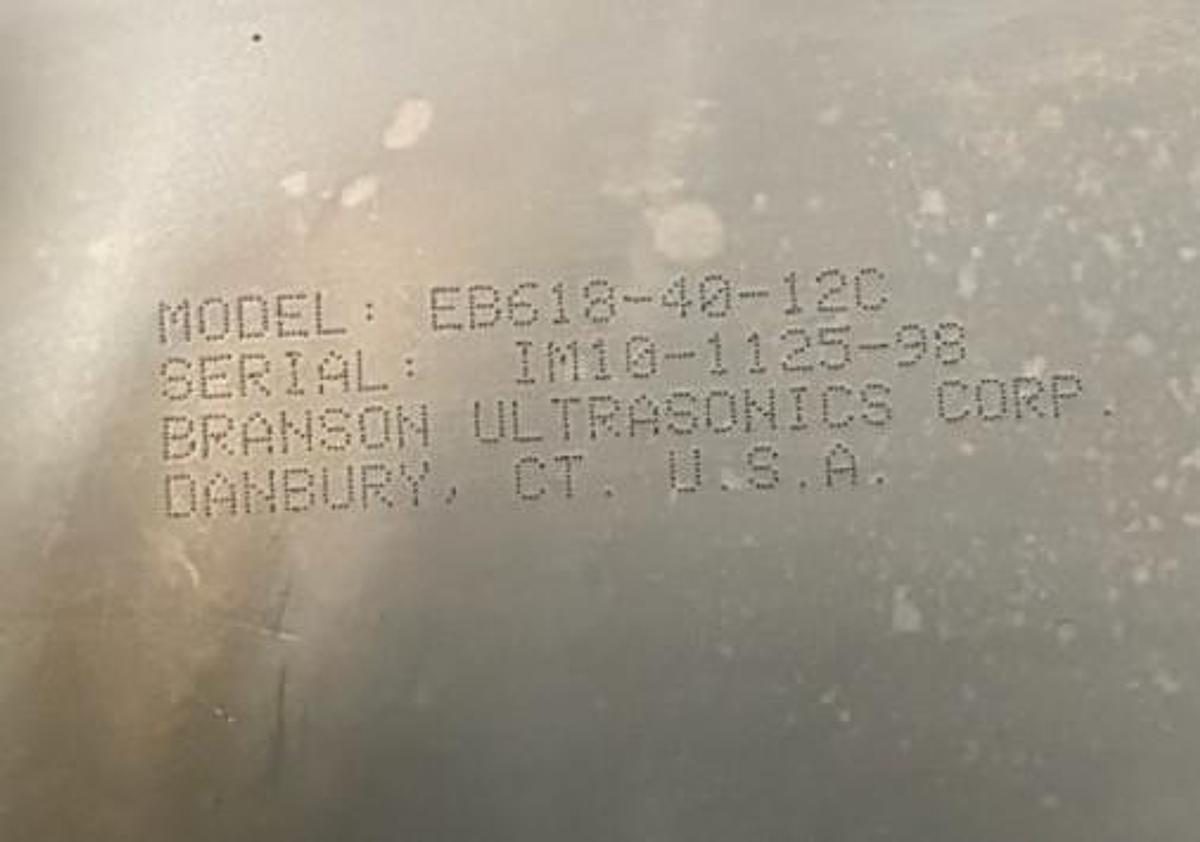 MODEL: EB618-40-12C
SERIAL: IM10-1125-98
BRANSON ULTRASONICS CORP.
DANBURY, CT. U.S.A.